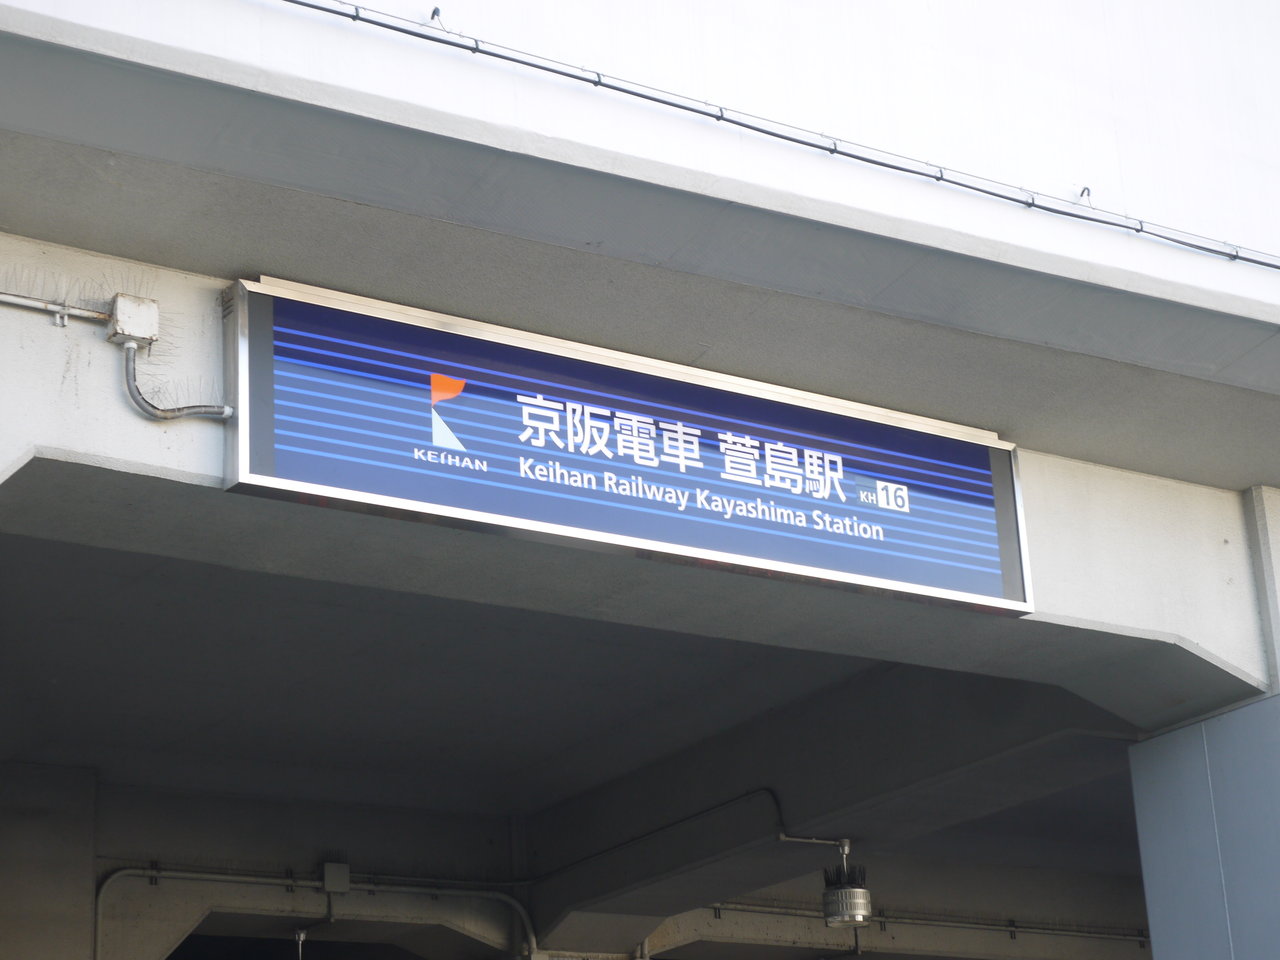 KEIHAN
京阪電車 萱島駅 KH 16
Keihan Railway Kayashima Station